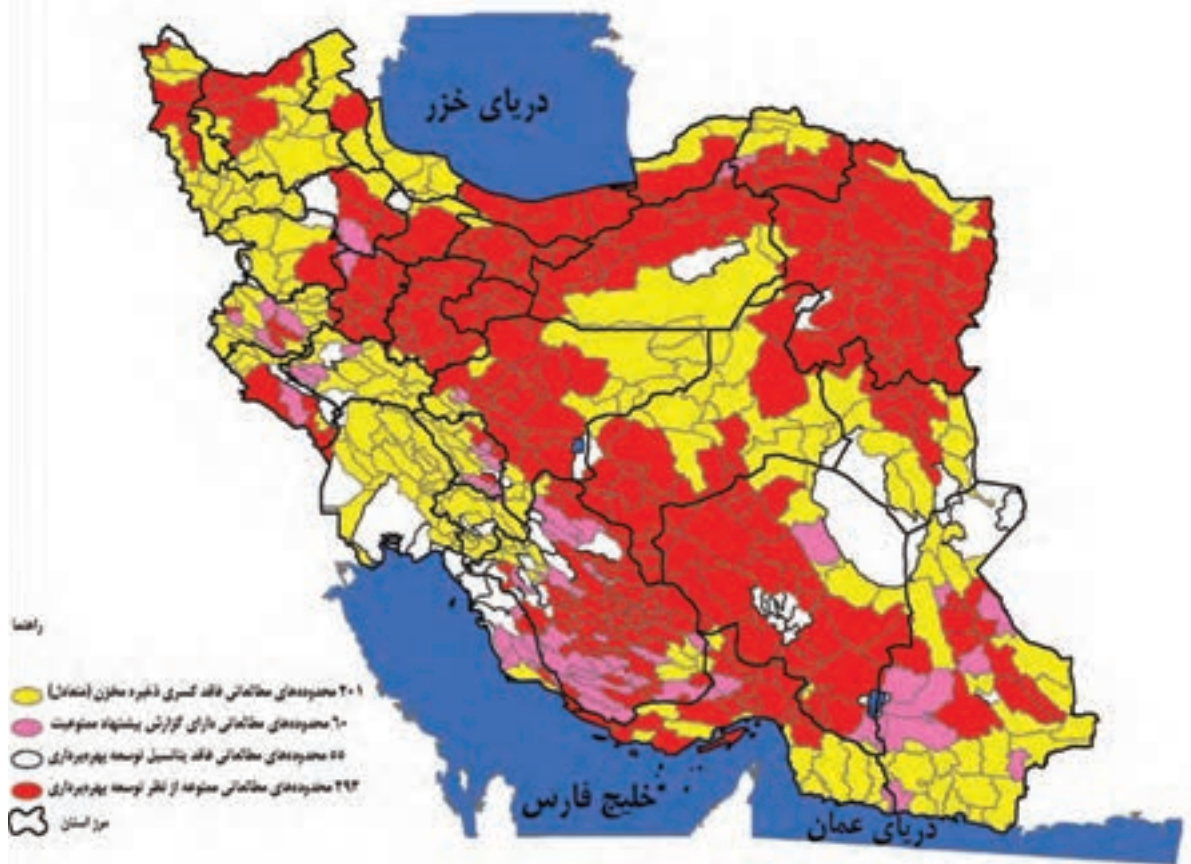 دریای خزر
راهنما
۲۰۱ محدوده‌های مطالعاتی فاقد کسری ذخیره مخزن (متعادل)
۶۰ محدوده‌های مطالعاتی دارای گزارش پیشنهاد ممنوعیت
۵۵ محدوده‌های مطالعاتی فاقد پتانسیل توسعه بهره‌برداری
۲۹۳ محدوده‌های مطالعاتی ممنوعه از نظر توسعه بهره‌برداری
مرز استان
خلیج فارس
دریای عمان